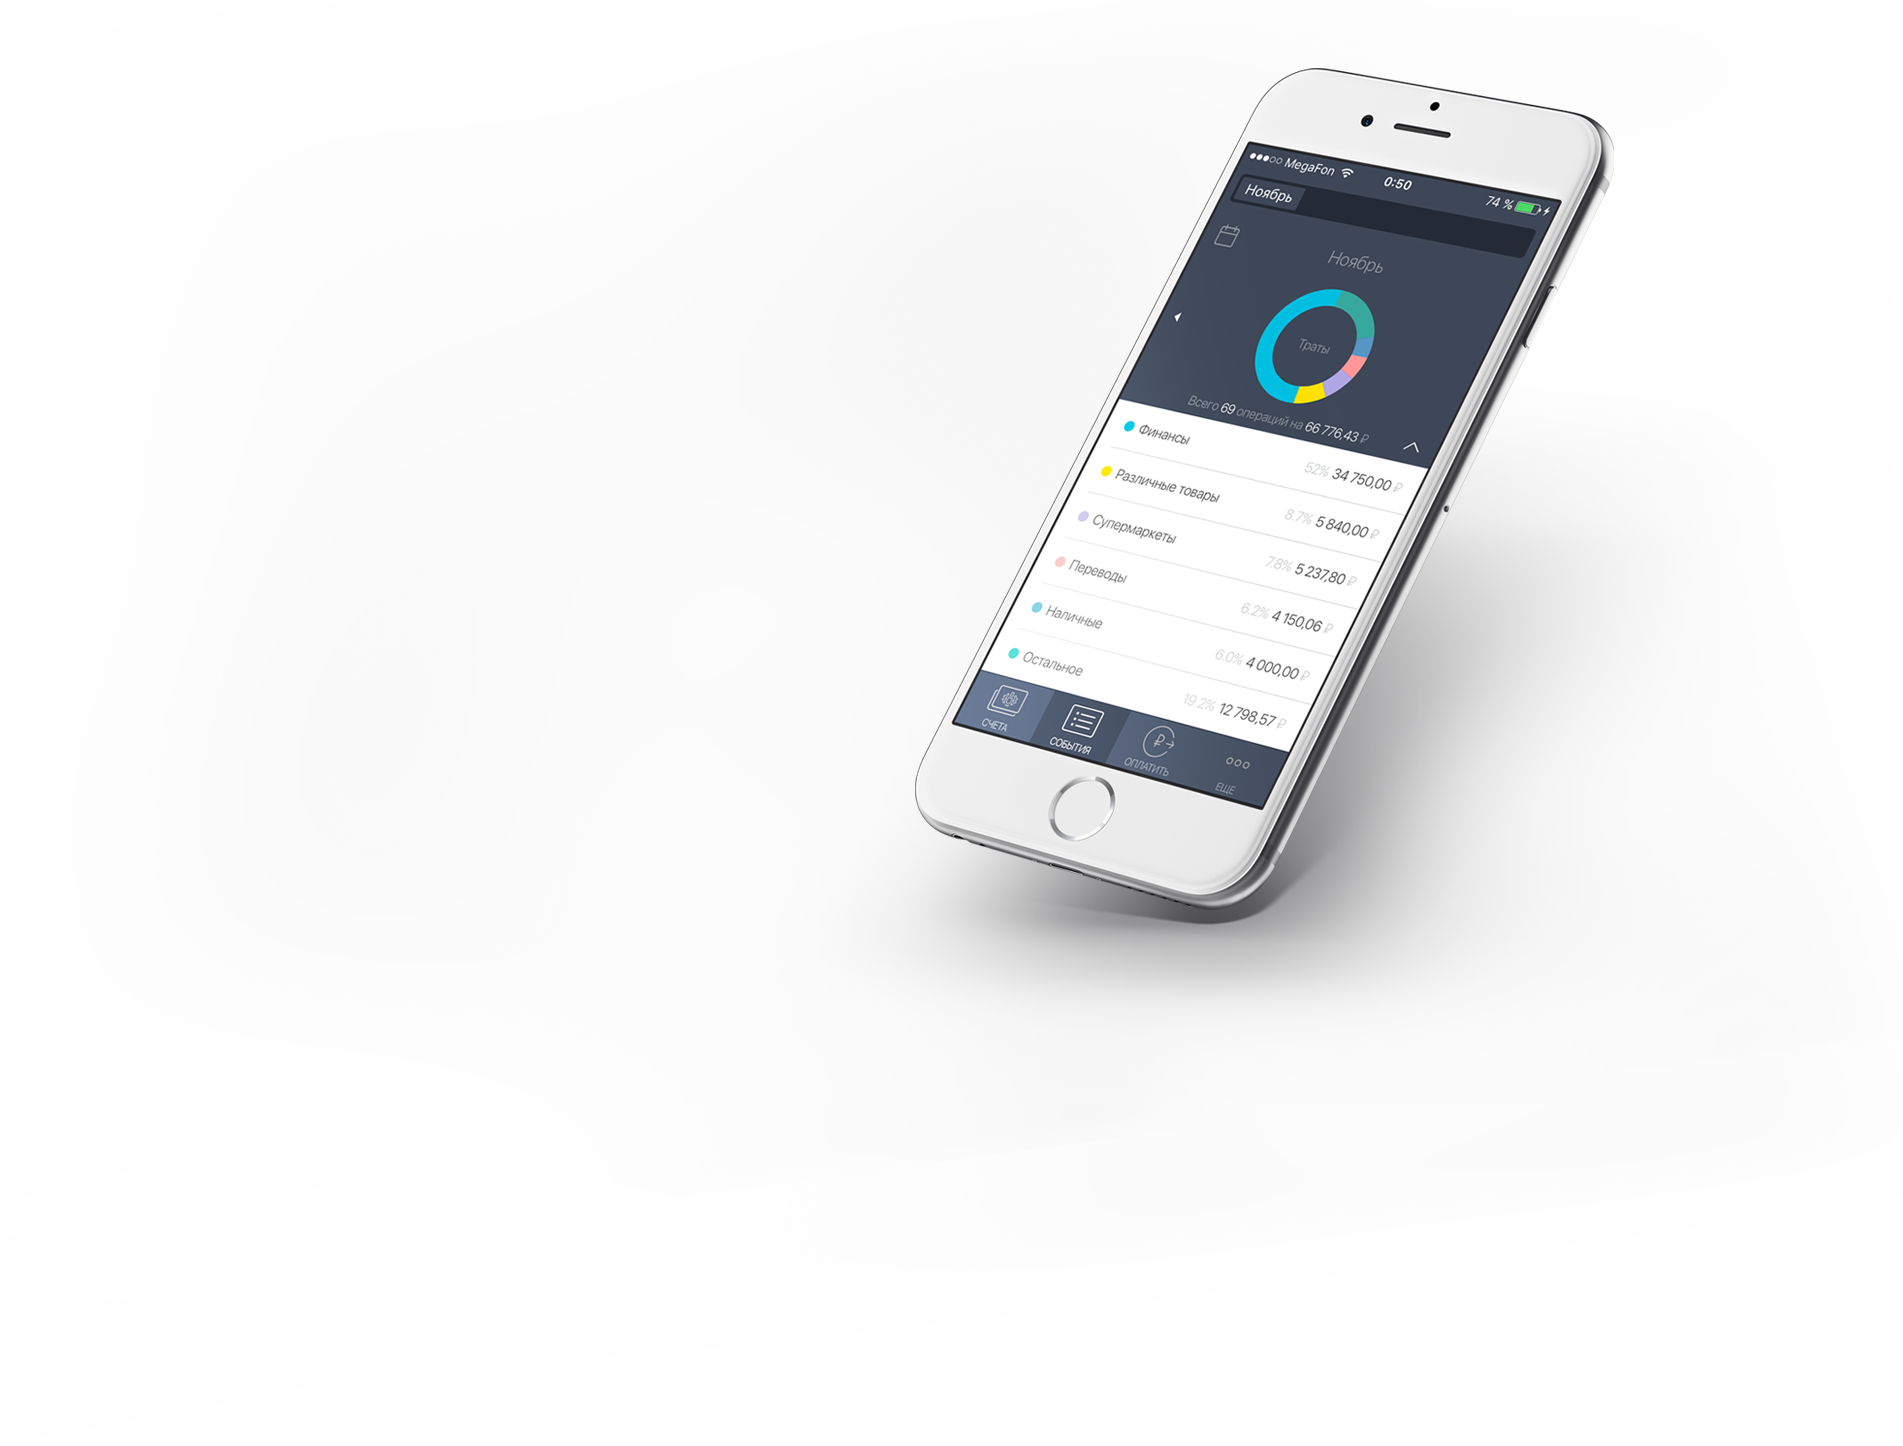 MegaFon 0:50 74 %
Ноябрь
Ноябрь
Траты
Всего 69 операций на 66 776,43 ₽
Финансы 52% 34 750,00 ₽
Различные товары 8.7% 5 840,00 ₽
Супермаркеты 7.8% 5 237,80 ₽
Переводы 6.2% 4 150,06 ₽
Наличные 6.0% 4 000,00 ₽
Остальное 19.2% 12 798,57 ₽
СЧЕТА СОБЫТИЯ ОПЛАТИТЬ ЕЩЕ